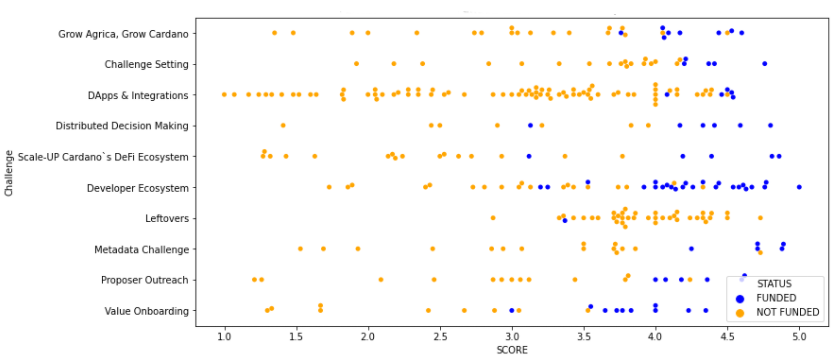 Challenge
Grow Agrica, Grow Cardano
Challenge Setting
DApps & Integrations
Distributed Decision Making
Scale-UP Cardano`s DeFi Ecosystem
Developer Ecosystem
Leftovers
Metadata Challenge
Proposer Outreach
Value Onboarding
STATUS
FUNDED
NOT FUNDED
1.0 1.5 2.0 2.5 3.0 3.5 4.0 4.5 5.0
SCORE